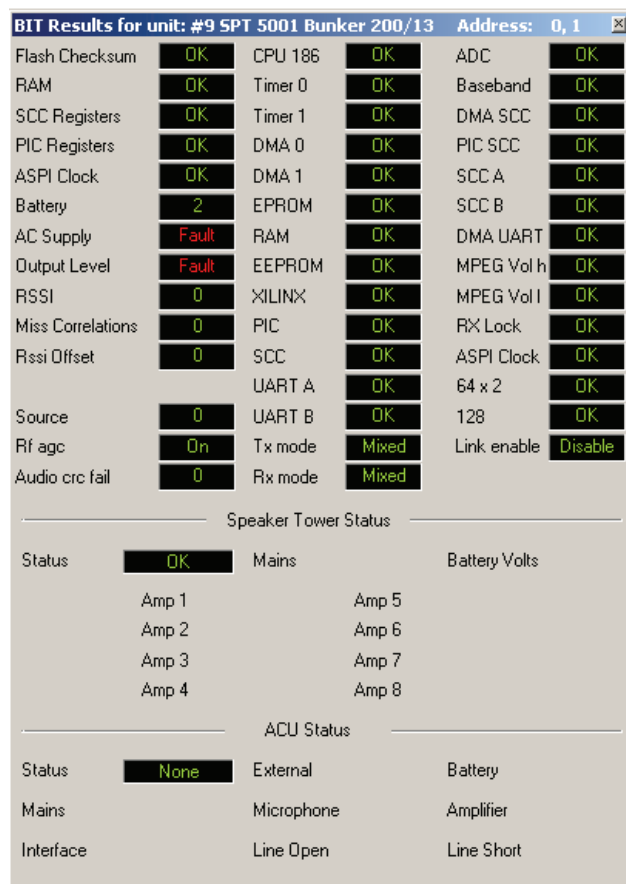 BIT Results for unit: #9 SPT 5001 Bunker 200/13 Address: 0, 1
Flash Checksum OK CPU 186 OK ADC OK
RAM OK Timer 0 OK Baseband OK
SCC Registers OK Timer 1 OK DMA SCC OK
PIC Registers OK DMA 0 OK PIC SCC OK
ASPI Clock OK DMA 1 OK SCC A OK
Battery 2 EPROM OK SCC B OK
AC Supply Fault RAM OK DMA UART OK
Output Level Fault EEPROM OK MPEG Vol h OK
RSSI 0 XILINX OK MPEG Vol l OK
Miss Correlations 0 PIC OK RX Lock OK
Rssi Offset 0 SCC OK ASPI Clock OK
UART A OK 64 x 2 OK
Source 0 UART B OK 128 OK
Rf agc On Tx mode Mixed Link enable Disable
Audio crc fail 0 Rx mode Mixed
Speaker Tower Status
Status OK Mains Battery Volts
Amp 1 Amp 5
Amp 2 Amp 6
Amp 3 Amp 7
Amp 4 Amp 8
ACU Status
Status None External Battery
Mains Microphone Amplifier
Interface Line Open Line Short